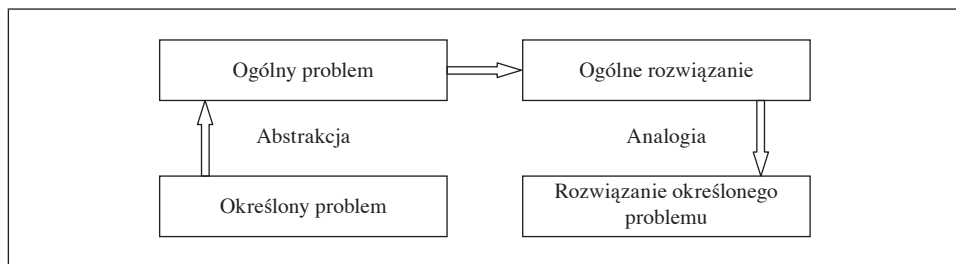 Ogólny problem
Ogólne rozwiązanie
Abstrakcja
Analogia
Określony problem
Rozwiązanie określonego
problemu